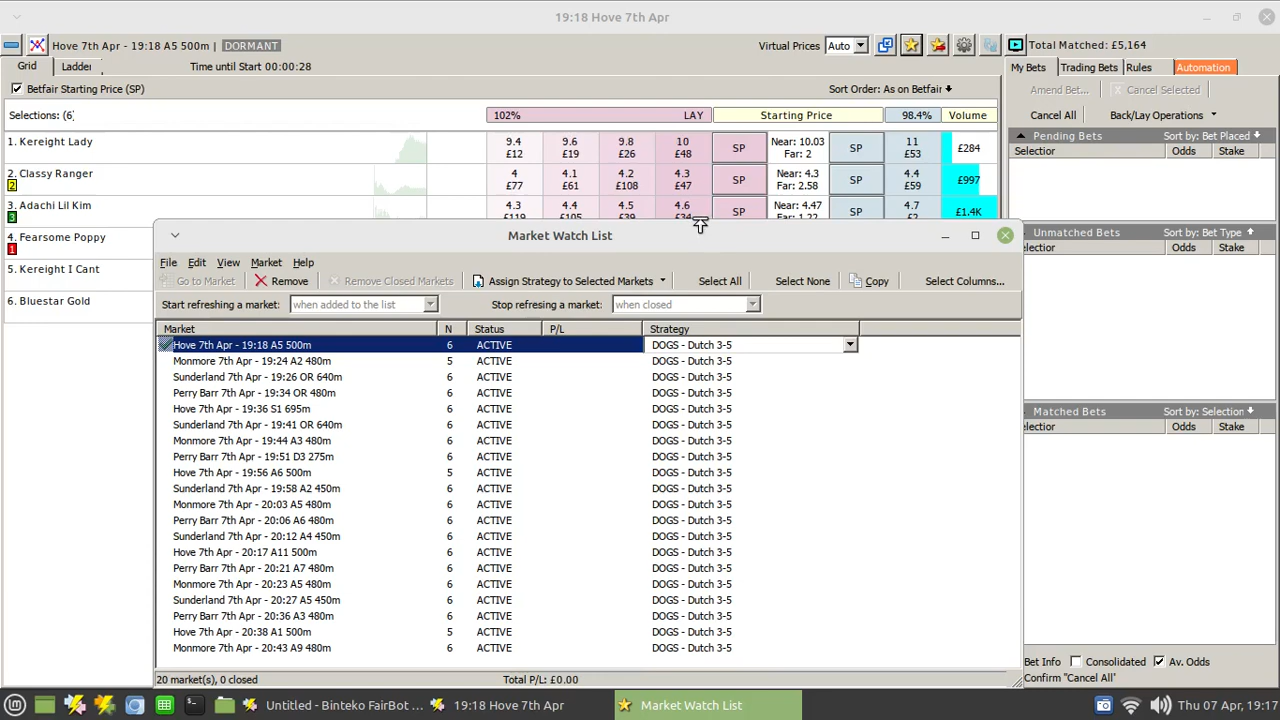 19:18 Hove 7th Apr
Hove 7th Apr - 19:18 A5 500m | DORMANT Virtual Prices Auto Total Matched: £5,164
Grid Ladder Time until Start 00:00:28 My Bets Trading Bets Rules Automation
Betfair Starting Price (SP) Sort Order: As on Betfair Amend Bet... Cancel Selected
Selections: (6) 102% LAY Starting Price 98.4% Volume Cancel All Back/Lay Operations
Pending Bets Sort by: Bet Placed
Selection Odds Stake
1. Kereight Lady 9.4 9.6 9.8 10 SP Near: 10.03 SP 11 £284
£12 £19 £26 £48 Far: 2 £53
2. Classy Ranger 4 4.1 4.2 4.3 SP Near: 4.3 SP 4.4 £997
2 £77 £61 £108 £47 Far: 2.58 £59
3. Adachi Lil Kim 4.3 4.4 4.5 4.6 SP Near: 4.47 SP 4.7 £1.4K
3 £119 £105 £39 £34 Far: 1.22 £2
4. Fearsome Poppy
1
5. Kereight I Cant
6. Bluestar Gold
Unmatched Bets Sort by: Bet Type
electior Odds Stake
Matched Bets Sort by: Selection
electior Odds Stake
Bet Info Consolidated Av. Odds
Confirm "Cancel All"
Market Watch List
File Edit View Market Help
Go to Market Remove Remove Closed Markets Assign Strategy to Selected Markets Select All Select None Copy Select Columns...
Start refreshing a market: when added to the list Stop refresing a market: when closed
Market N Status P/L Strategy
Hove 7th Apr - 19:18 A5 500m 6 ACTIVE DOGS - Dutch 3-5
Monmore 7th Apr - 19:24 A2 480m 5 ACTIVE DOGS - Dutch 3-5
Sunderland 7th Apr - 19:26 OR 640m 6 ACTIVE DOGS - Dutch 3-5
Perry Barr 7th Apr - 19:34 OR 480m 6 ACTIVE DOGS - Dutch 3-5
Hove 7th Apr - 19:36 S1 695m 6 ACTIVE DOGS - Dutch 3-5
Sunderland 7th Apr - 19:41 OR 640m 6 ACTIVE DOGS - Dutch 3-5
Monmore 7th Apr - 19:44 A3 480m 6 ACTIVE DOGS - Dutch 3-5
Perry Barr 7th Apr - 19:51 D3 275m 6 ACTIVE DOGS - Dutch 3-5
Hove 7th Apr - 19:56 A6 500m 5 ACTIVE DOGS - Dutch 3-5
Sunderland 7th Apr - 19:58 A2 450m 6 ACTIVE DOGS - Dutch 3-5
Monmore 7th Apr - 20:03 A5 480m 6 ACTIVE DOGS - Dutch 3-5
Perry Barr 7th Apr - 20:06 A6 480m 6 ACTIVE DOGS - Dutch 3-5
Sunderland 7th Apr - 20:12 A4 450m 6 ACTIVE DOGS - Dutch 3-5
Hove 7th Apr - 20:17 A11 500m 6 ACTIVE DOGS - Dutch 3-5
Perry Barr 7th Apr - 20:21 A7 480m 6 ACTIVE DOGS - Dutch 3-5
Monmore 7th Apr - 20:23 A5 480m 6 ACTIVE DOGS - Dutch 3-5
Sunderland 7th Apr - 20:27 A5 450m 6 ACTIVE DOGS - Dutch 3-5
Perry Barr 7th Apr - 20:36 A3 480m 6 ACTIVE DOGS - Dutch 3-5
Hove 7th Apr - 20:38 A1 500m 5 ACTIVE DOGS - Dutch 3-5
Monmore 7th Apr - 20:43 A9 480m 6 ACTIVE DOGS - Dutch 3-5
20 market(s), 0 closed Total P/L: £0.00
Untitled - Binteko FairBot ... 19:18 Hove 7th Apr Market Watch List Thu 07 Apr, 19:17